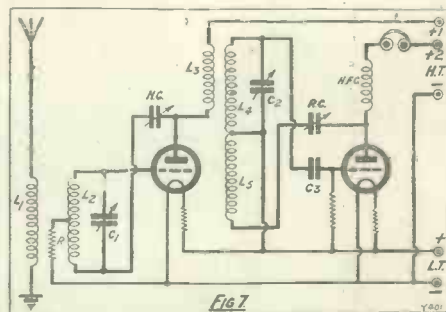 +1
+2
H.T.
−
L3
N.C.
L4
C2
R.C.
H.F.C.
L1
L2
R
C1
L5
C3
+
L.T.
−
FIG 7.